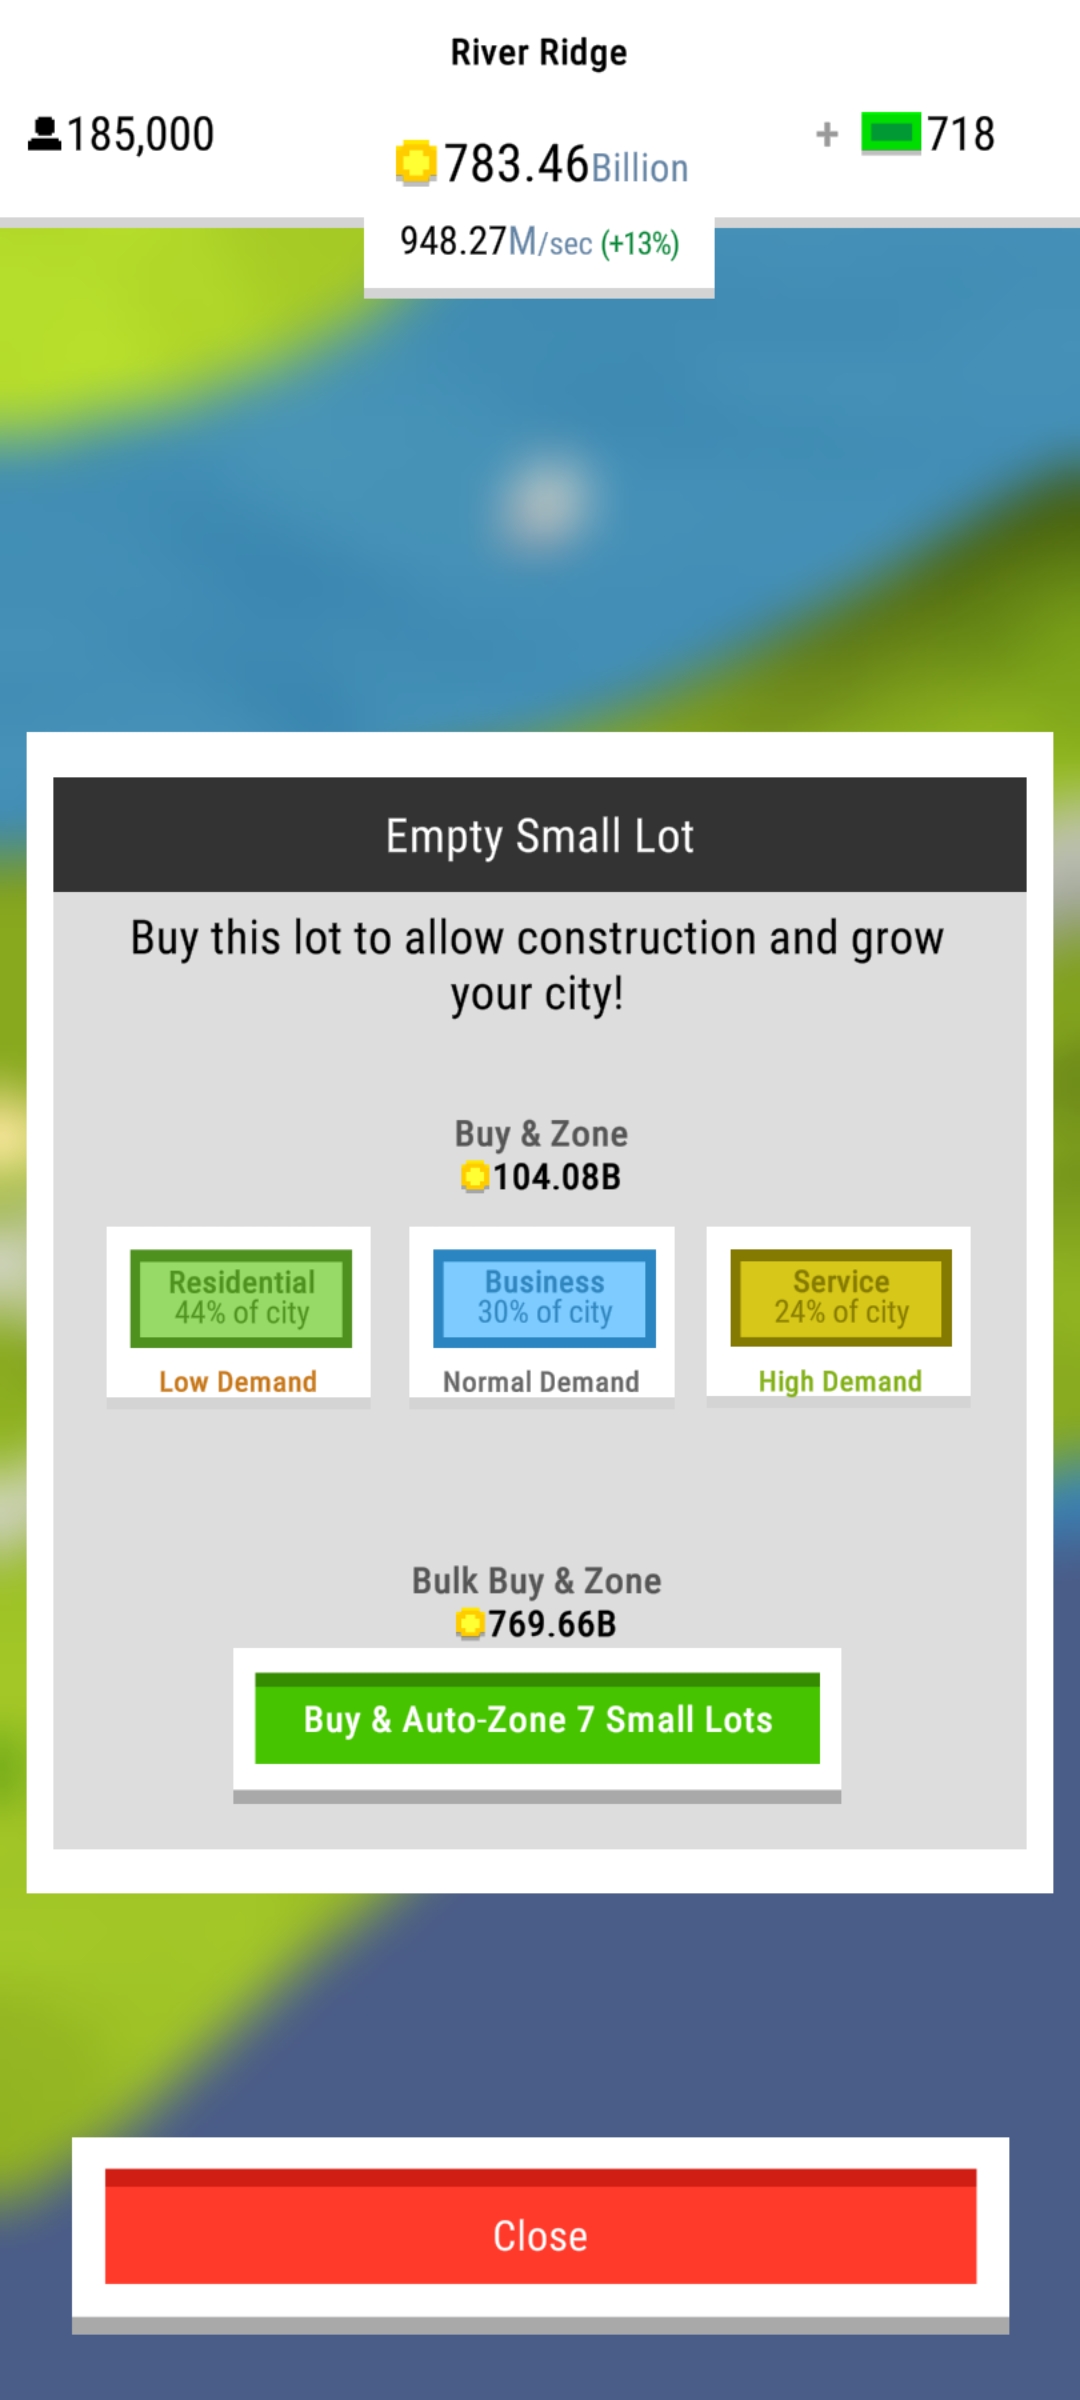 River Ridge
185,000
783.46Billion
+ 718
948.27M/sec (+13%)
Empty Small Lot
Buy this lot to allow construction and grow
your city!
Buy & Zone
104.08B
Residential
44% of city
Low Demand
Business
30% of city
Normal Demand
Service
24% of city
High Demand
Bulk Buy & Zone
769.66B
Buy & Auto-Zone 7 Small Lots
Close